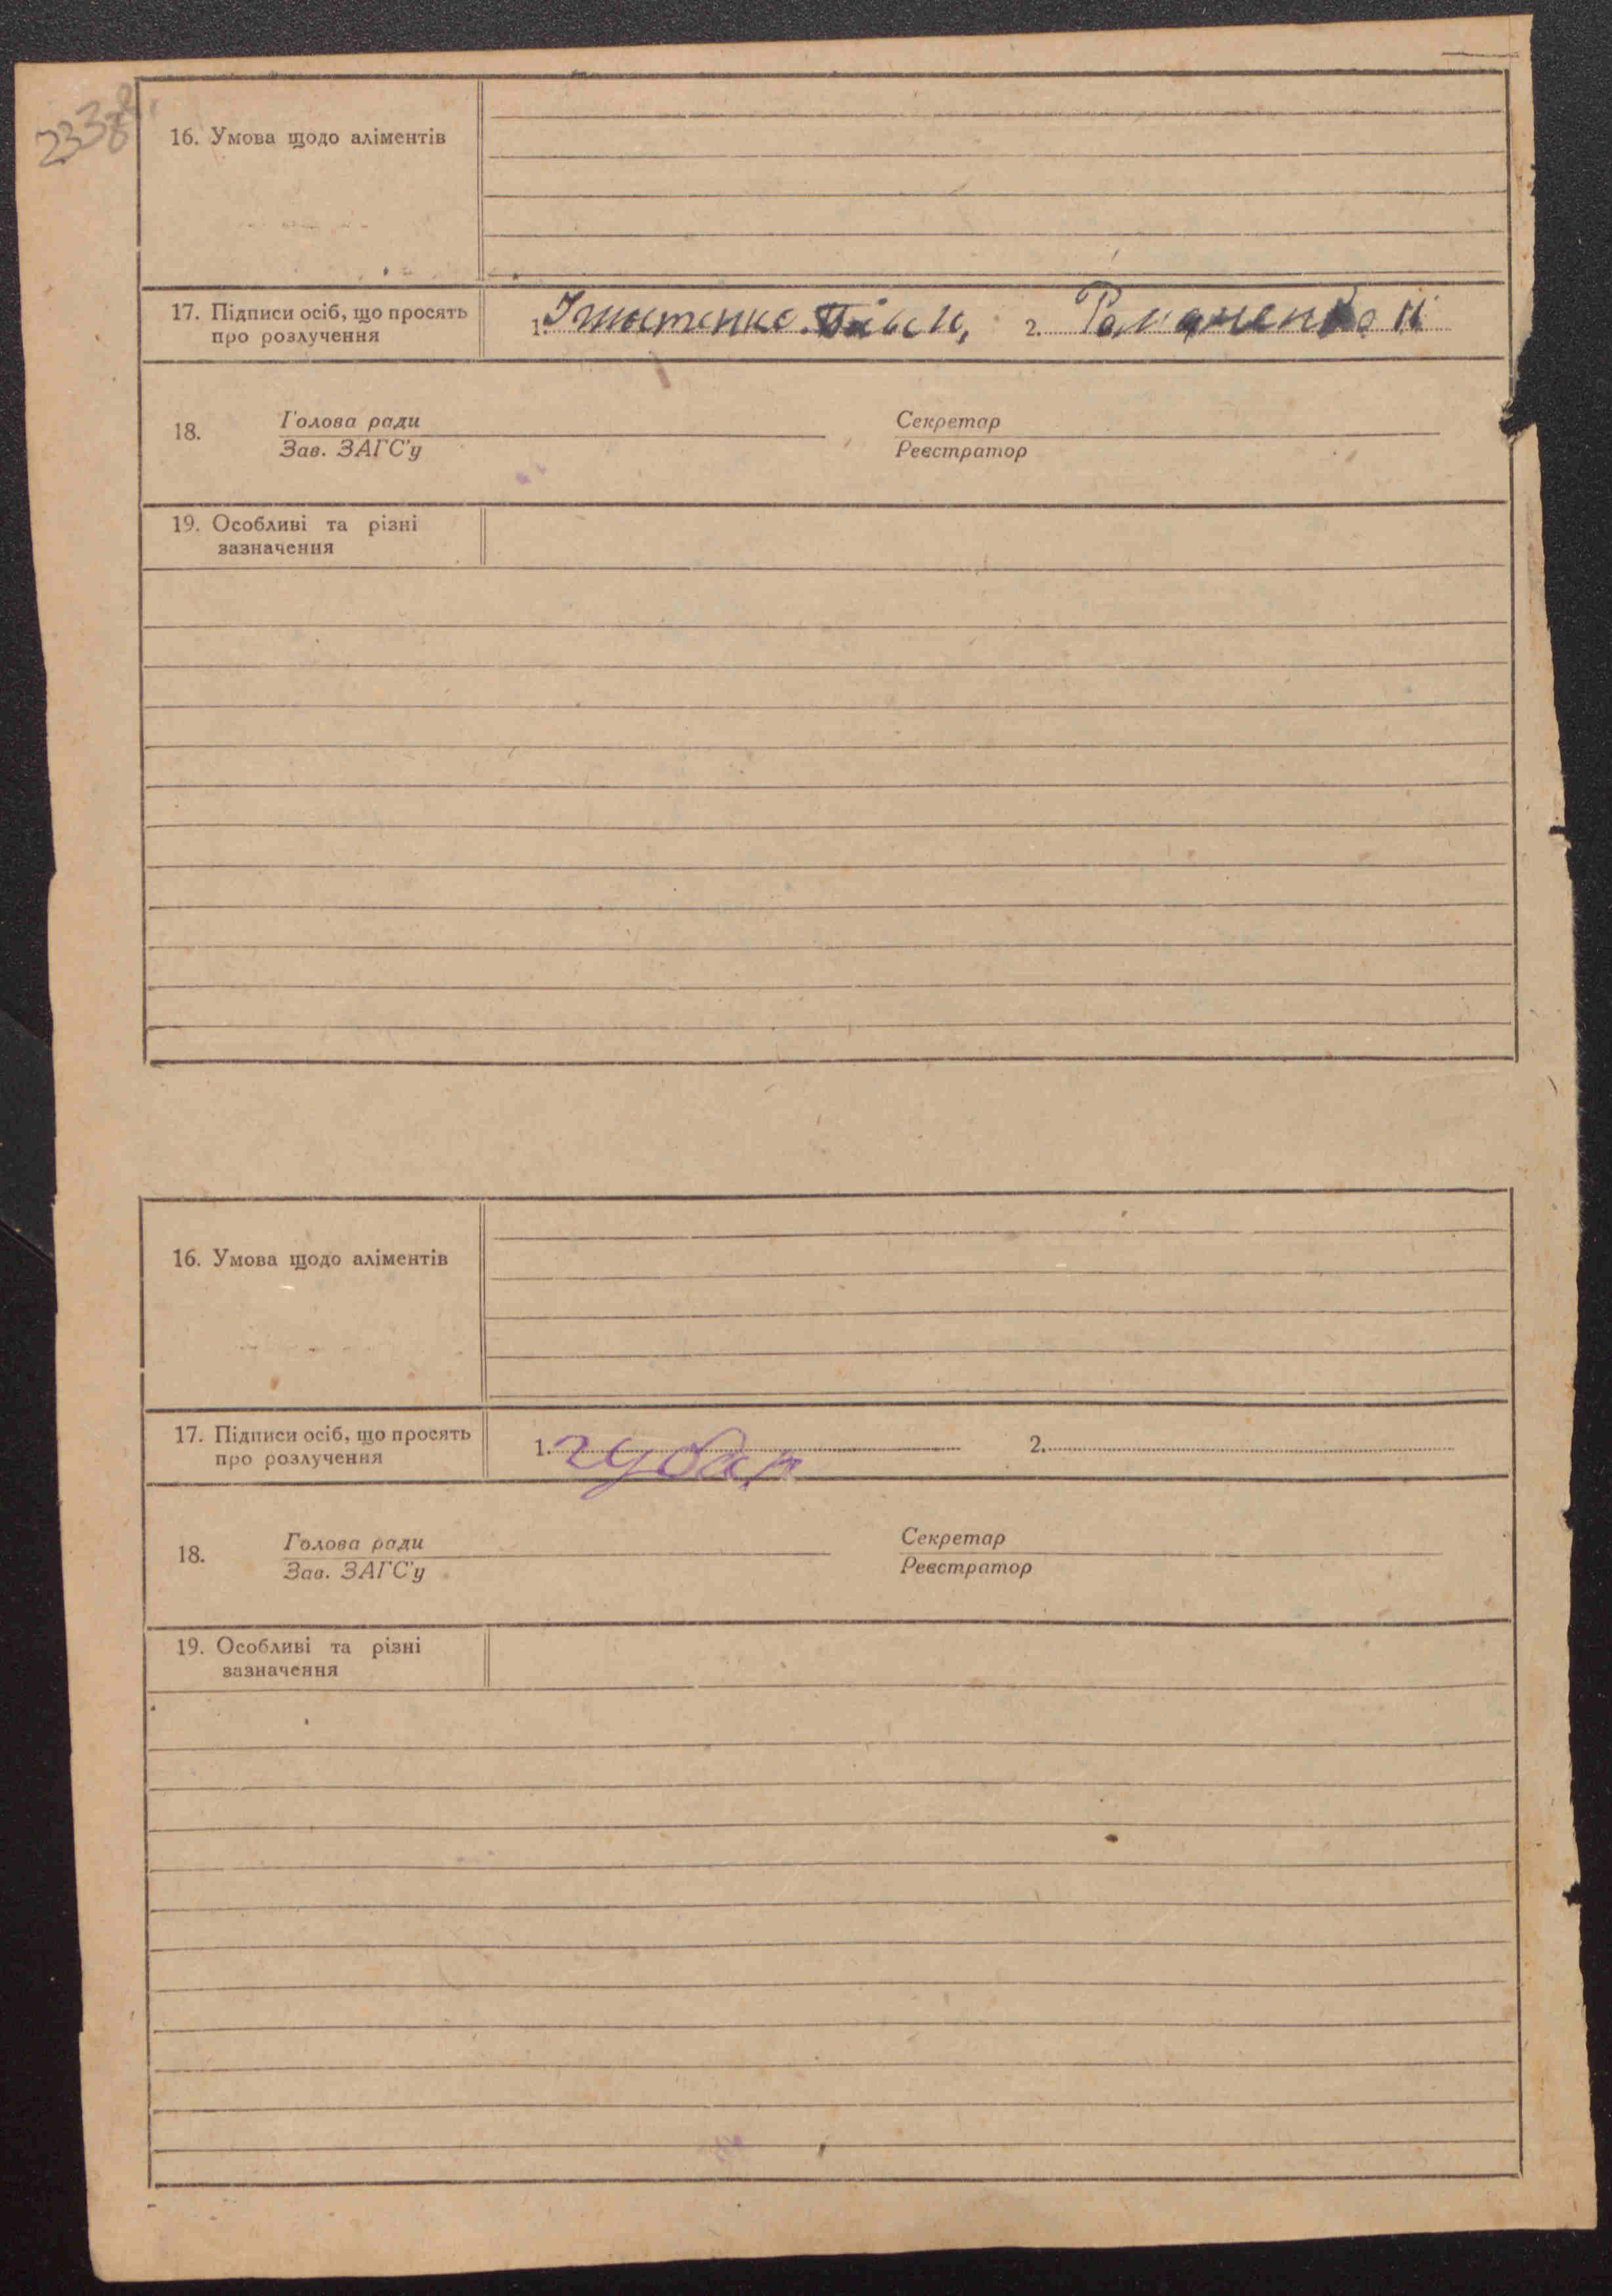 16. Умова щодо аліментів
17. Підписи осіб, що просять
про розлучення
1. 2. Романенко
18. Голова ради
Зав. ЗАГС'у
Секретар
Реєстратор
19. Особливі та різні
зазначення
16. Умова щодо аліментів
17. Підписи осіб, що просять
про розлучення
1. Губар 2.
18. Голова ради
Зав. ЗАГС'у
Секретар
Реєстратор
19. Особливі та різні
зазначення